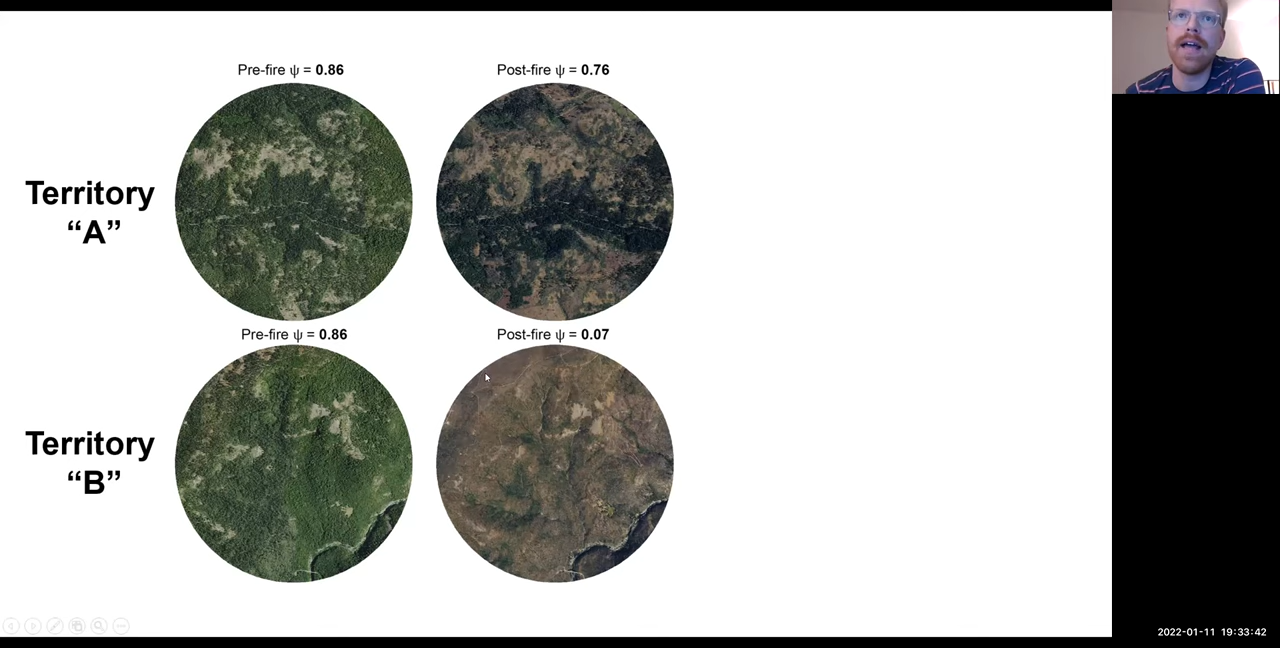 Pre-fire ψ = 0.86
Post-fire ψ = 0.76
Territory
“A”
Pre-fire ψ = 0.86
Post-fire ψ = 0.07
Territory
“B”
2022-01-11 19:33:42